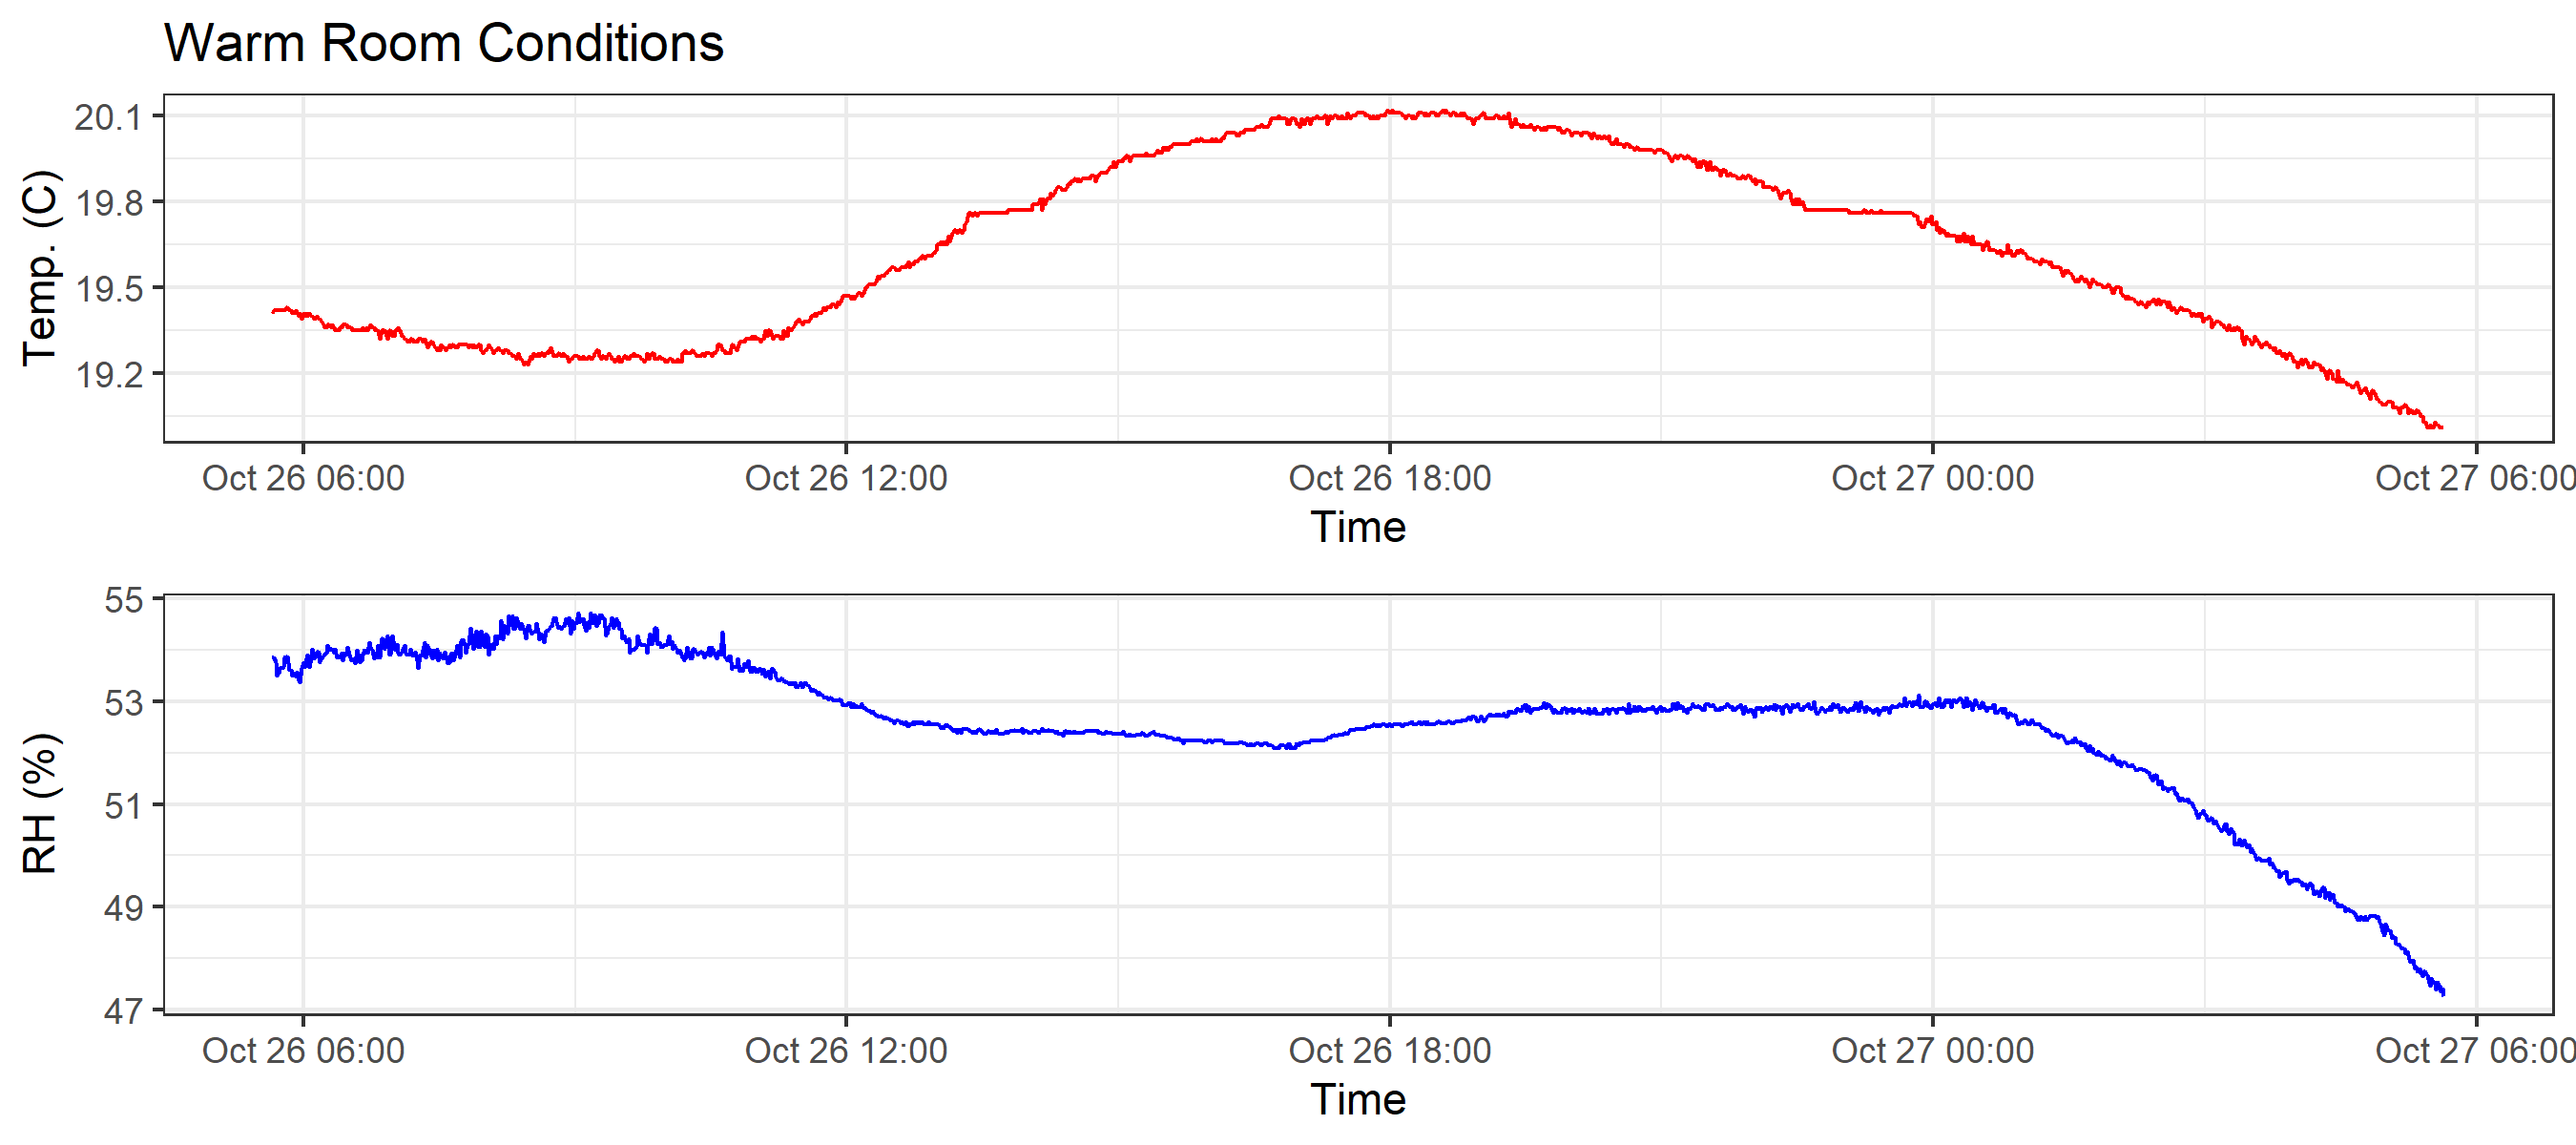 Warm Room Conditions
Temp. (C)
20.1
19.8
19.5
19.2
Oct 26 06:00 Oct 26 12:00 Oct 26 18:00 Oct 27 00:00 Oct 27 06:00
Time
RH (%)
55
53
51
49
47
Oct 26 06:00 Oct 26 12:00 Oct 26 18:00 Oct 27 00:00 Oct 27 06:00
Time